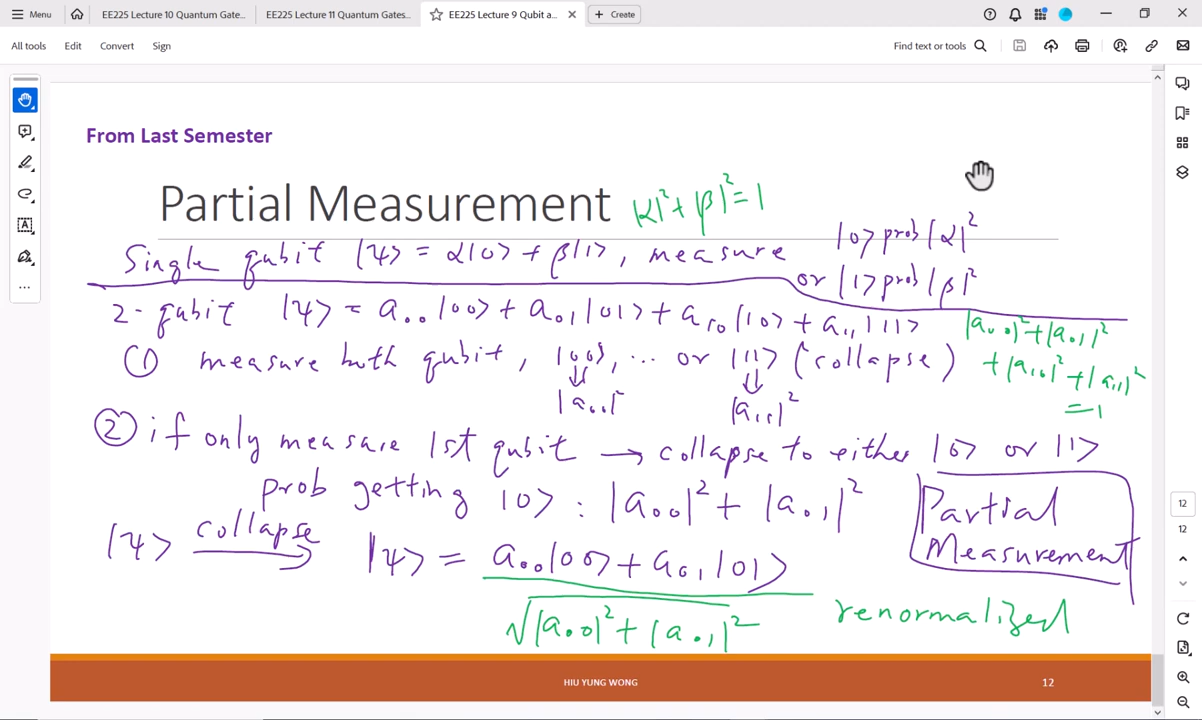 Menu
EE225 Lecture 10 Quantum Gate...
EE225 Lecture 11 Quantum Gates...
EE225 Lecture 9 Qubit a...
Create
All tools
Edit
Convert
Sign
Find text or tools
From Last Semester
Partial Measurement |α|² + |β|² = 1
Single qubit |ψ⟩ = α|0⟩ + β|1⟩, measure |0⟩ prob |α|²
or |1⟩ prob |β|²
2-qubit |ψ⟩ = a₀₀|00⟩ + a₀₁|01⟩ + a₁₀|10⟩ + a₁₁|11⟩
|a₀₀|² + |a₀₁|²
+ |a₁₀|² + |a₁₁|²
= 1
① measure both qubit, |00⟩, ... or |11⟩ (collapse)
⇓ ⇓
|a₀₀|² |a₁₁|²
② if only measure 1st qubit → collapse to either |0⟩ or |1⟩
prob getting |0⟩ : |a₀₀|² + |a₀₁|²
Partial
Measurement
|ψ⟩ collapse → |ψ⟩ = a₀₀|00⟩ + a₀₁|01⟩
√|a₀₀|² + |a₀₁|² renormalized
HIU YUNG WONG
12
12
12